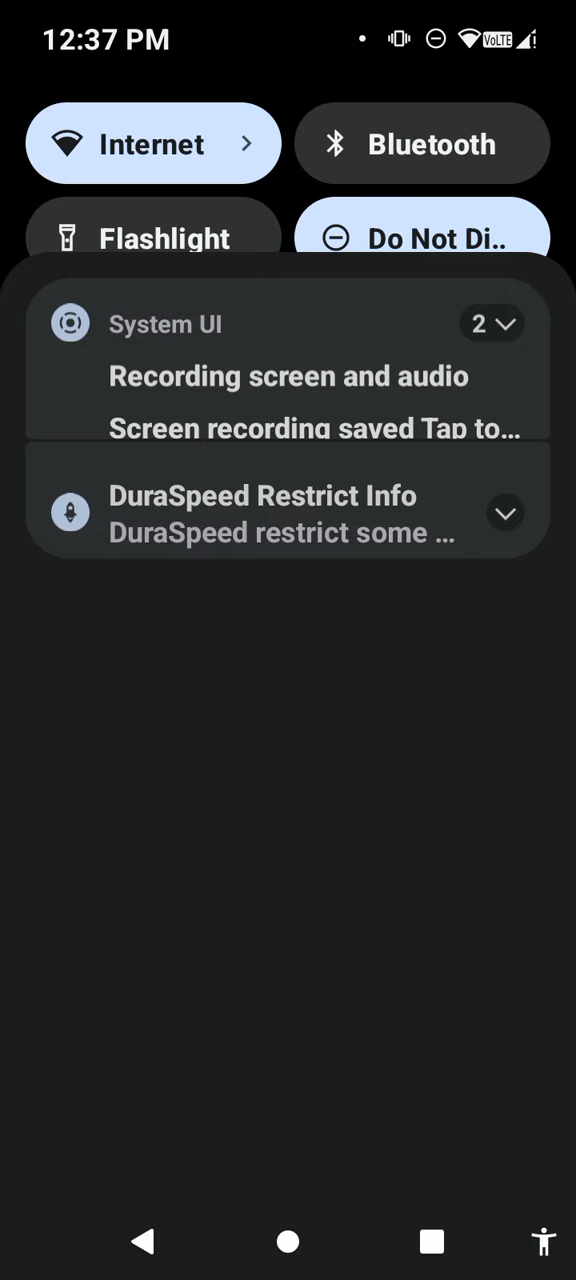 12:37 PM
VoLTE
Internet
Bluetooth
Flashlight
Do Not Di..
System UI
2
Recording screen and audio
Screen recording saved Tap to…
DuraSpeed Restrict Info
DuraSpeed restrict some …